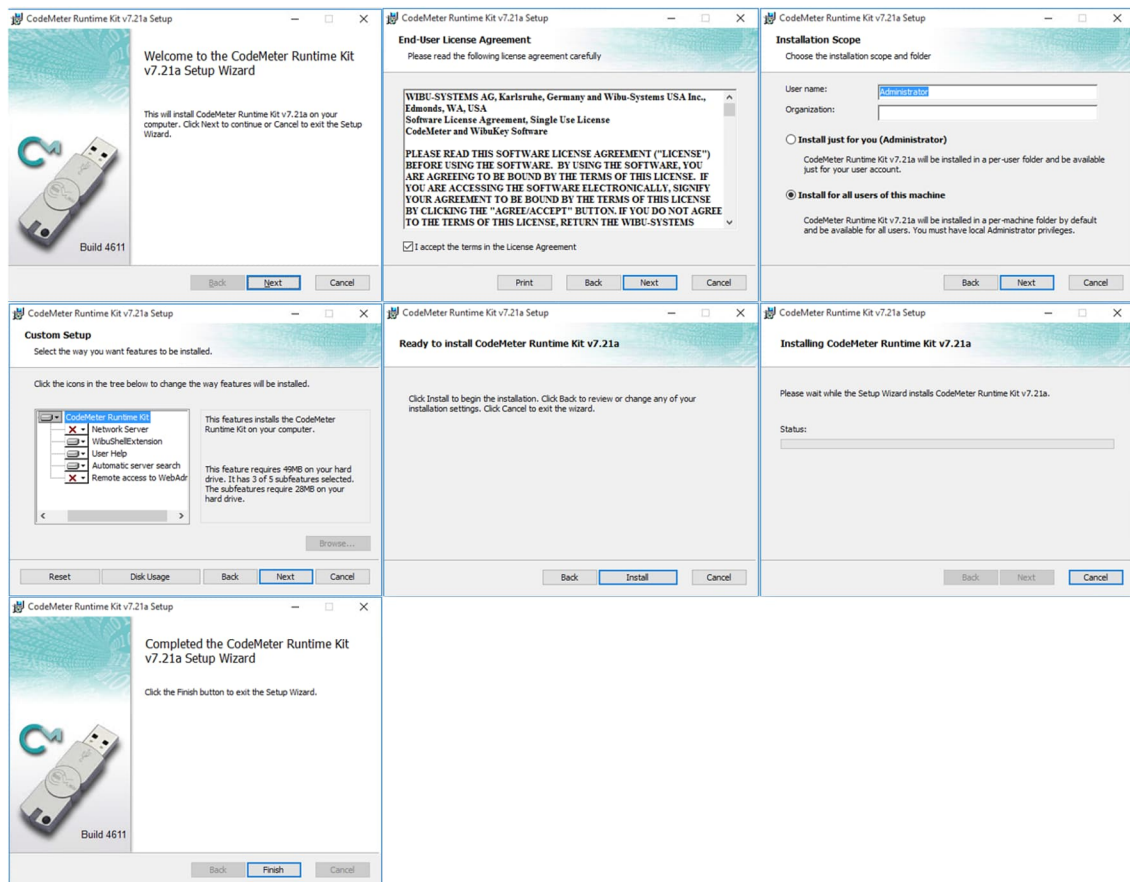 CodeMeter Runtime Kit v7.21a Setup
Welcome to the CodeMeter Runtime Kit
v7.21a Setup Wizard
This will install CodeMeter Runtime Kit v7.21a on your
computer. Click Next to continue or Cancel to exit the Setup
Wizard.
Build 4611
Back
Next
Cancel
CodeMeter Runtime Kit v7.21a Setup
End-User License Agreement
Please read the following license agreement carefully
WIBU-SYSTEMS AG, Karlsruhe, Germany and Wibu-Systems USA Inc.,
Edmonds, WA, USA
Software License Agreement, Single Use License
CodeMeter and WibuKey Software
PLEASE READ THIS SOFTWARE LICENSE AGREEMENT ("LICENSE")
BEFORE USING THE SOFTWARE. BY USING THE SOFTWARE, YOU
ARE AGREEING TO BE BOUND BY THE TERMS OF THIS LICENSE. IF
YOU ARE ACCESSING THE SOFTWARE ELECTRONICALLY, SIGNIFY
YOUR AGREEMENT TO BE BOUND BY THE TERMS OF THIS LICENSE
BY CLICKING THE "AGREE/ACCEPT" BUTTON. IF YOU DO NOT AGREE
TO THE TERMS OF THIS LICENSE, RETURN THE WIBU-SYSTEMS
I accept the terms in the License Agreement
Print
Back
Next
Cancel
CodeMeter Runtime Kit v7.21a Setup
Installation Scope
Choose the installation scope and folder
User name:
Administrator
Organization:
Install just for you (Administrator)
CodeMeter Runtime Kit v7.21a will be installed in a per-user folder and be available
just for your user account.
Install for all users of this machine
CodeMeter Runtime Kit v7.21a will be installed in a per-machine folder by default
and be available for all users. You must have local Administrator privileges.
Back
Next
Cancel
CodeMeter Runtime Kit v7.21a Setup
Custom Setup
Select the way you want features to be installed.
Click the icons in the tree below to change the way features will be installed.
CodeMeter Runtime Kit
Network Server
WibuShellExtension
User Help
Automatic server search
Remote access to WebAdr
This features installs the CodeMeter
Runtime Kit on your computer.
This feature requires 49MB on your hard
drive. It has 3 of 5 subfeatures selected.
The subfeatures require 28MB on your
hard drive.
Browse...
Reset
Disk Usage
Back
Next
Cancel
CodeMeter Runtime Kit v7.21a Setup
Ready to install CodeMeter Runtime Kit v7.21a
Click Install to begin the installation. Click Back to review or change any of your
installation settings. Click Cancel to exit the wizard.
Back
Install
Cancel
CodeMeter Runtime Kit v7.21a Setup
Installing CodeMeter Runtime Kit v7.21a
Please wait while the Setup Wizard installs CodeMeter Runtime Kit v7.21a.
Status:
Back
Next
Cancel
CodeMeter Runtime Kit v7.21a Setup
Completed the CodeMeter Runtime Kit
v7.21a Setup Wizard
Click the Finish button to exit the Setup Wizard.
Build 4611
Back
Finish
Cancel